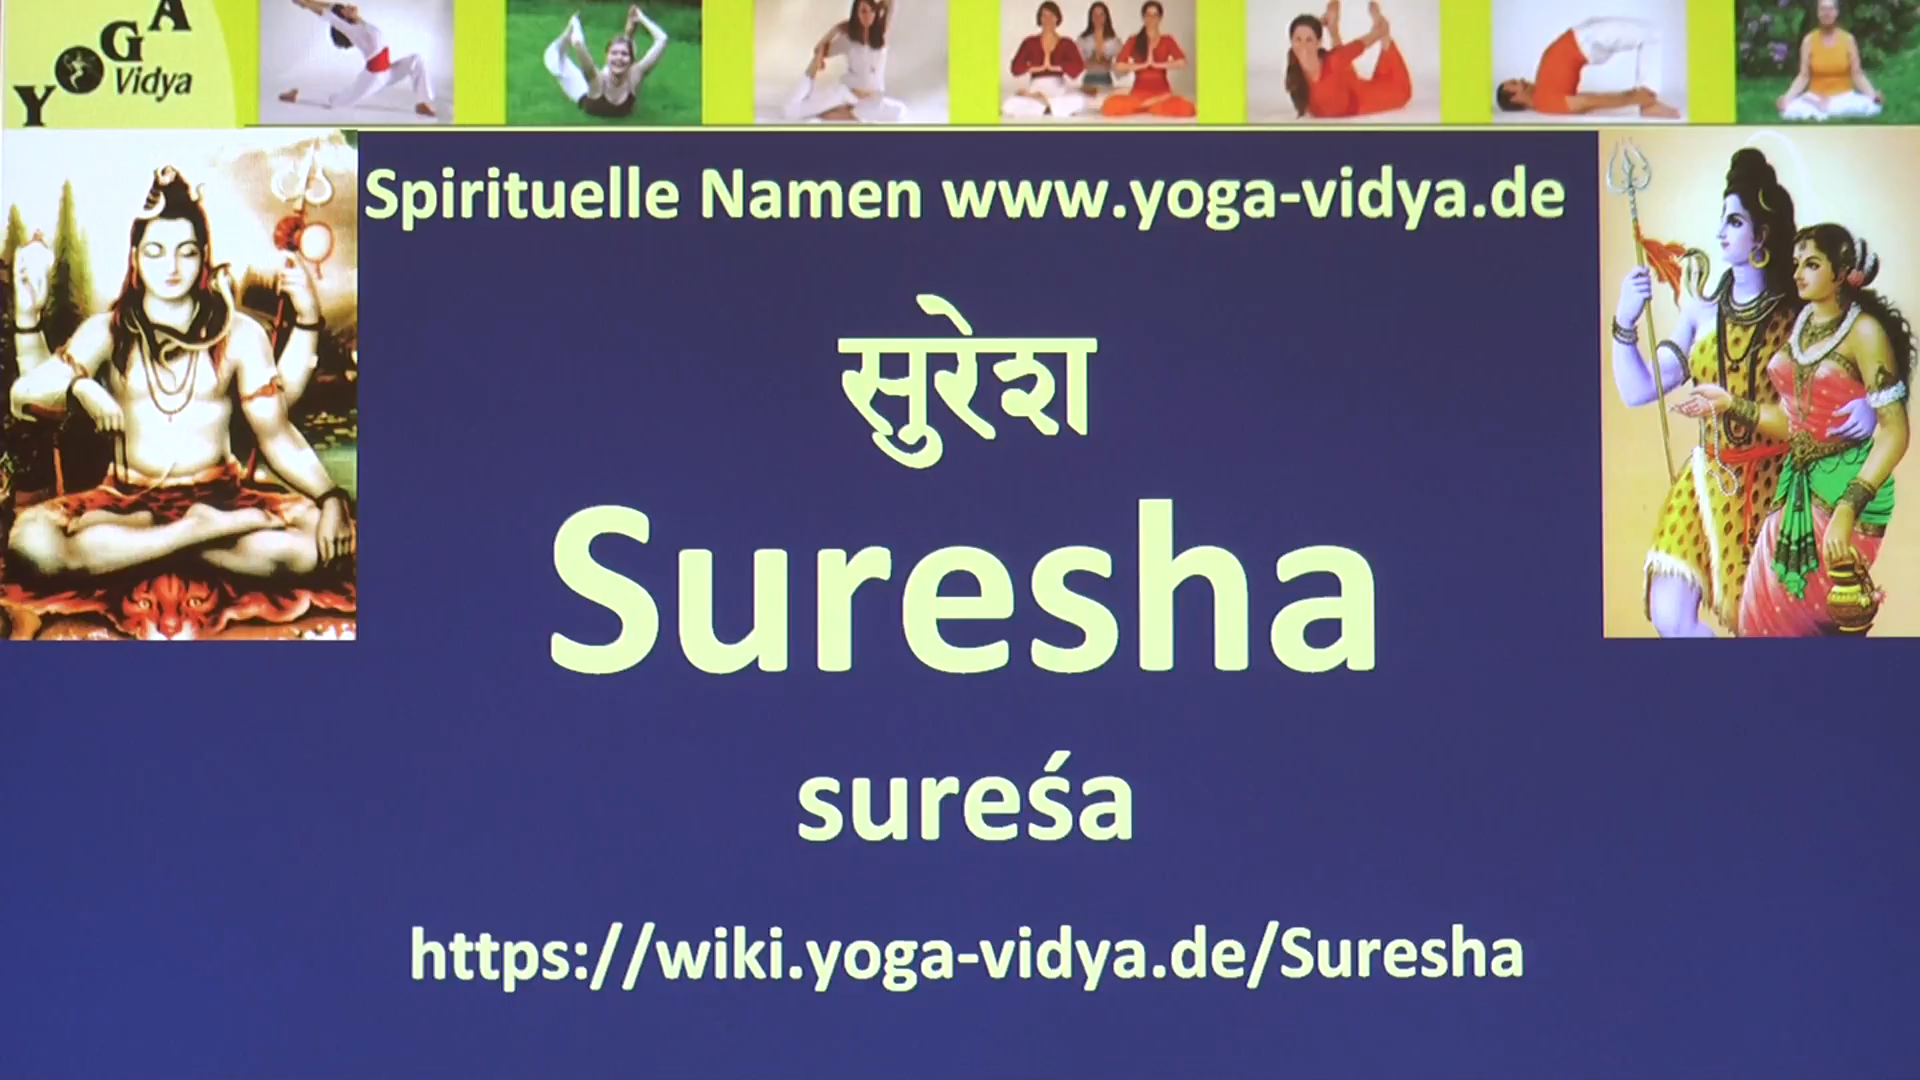 YOGA
Vidya
Spirituelle Namen www.yoga-vidya.de
सुरेश
Suresha
sureśa
https://wiki.yoga-vidya.de/Suresha